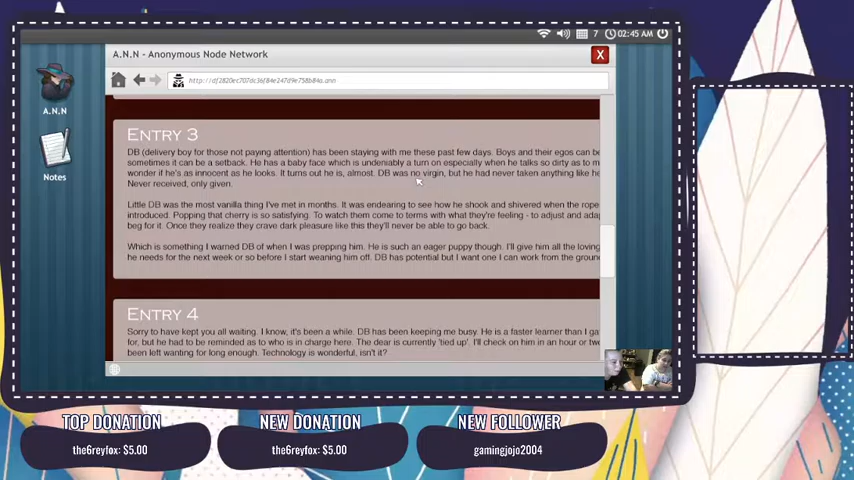 7 02:45 AM
A.N.N - Anonymous Node Network
X
http://df2820ec707dc36f84e247d9e758b84a.ann
A.N.N
Notes
ENTRY 3
DB (delivery boy for those not paying attention) has been staying with me these past few days. Boys and their egos can be
sometimes it can be a setback. He has a baby face which is undeniably a turn on especially when he talks so dirty as to m
wonder if he's as innocent as he looks. It turns out he is, almost. DB was no virgin, but he had never taken anything like he
Never received, only given.
Little DB was the most vanilla thing I've met in months. It was endearing to see how he shook and shivered when the rope
introduced. Popping that cherry is so satisfying. To watch them come to terms with what they're feeling - to adjust and adap
beg for it. Once they realize they crave dark pleasure like this they'll never be able to go back.
Which is something I warned DB of when I was prepping him. He is such an eager puppy though. I'll give him all the loving
he needs for the next week or so before I start weaning him off. DB has potential but I want one I can work from the groun
ENTRY 4
Sorry to have kept you all waiting. I know, it's been a while. DB has been keeping me busy. He is a faster learner than I ga
for, but he had to be reminded as to who is in charge here. The dear is currently 'tied up'. I'll check on him in an hour or tw
been left wanting for long enough. Technology is wonderful, isn't it?
TOP DONATION
the6reyfox: $5.00
NEW DONATION
the6reyfox: $5.00
NEW FOLLOWER
gamingjojo2004